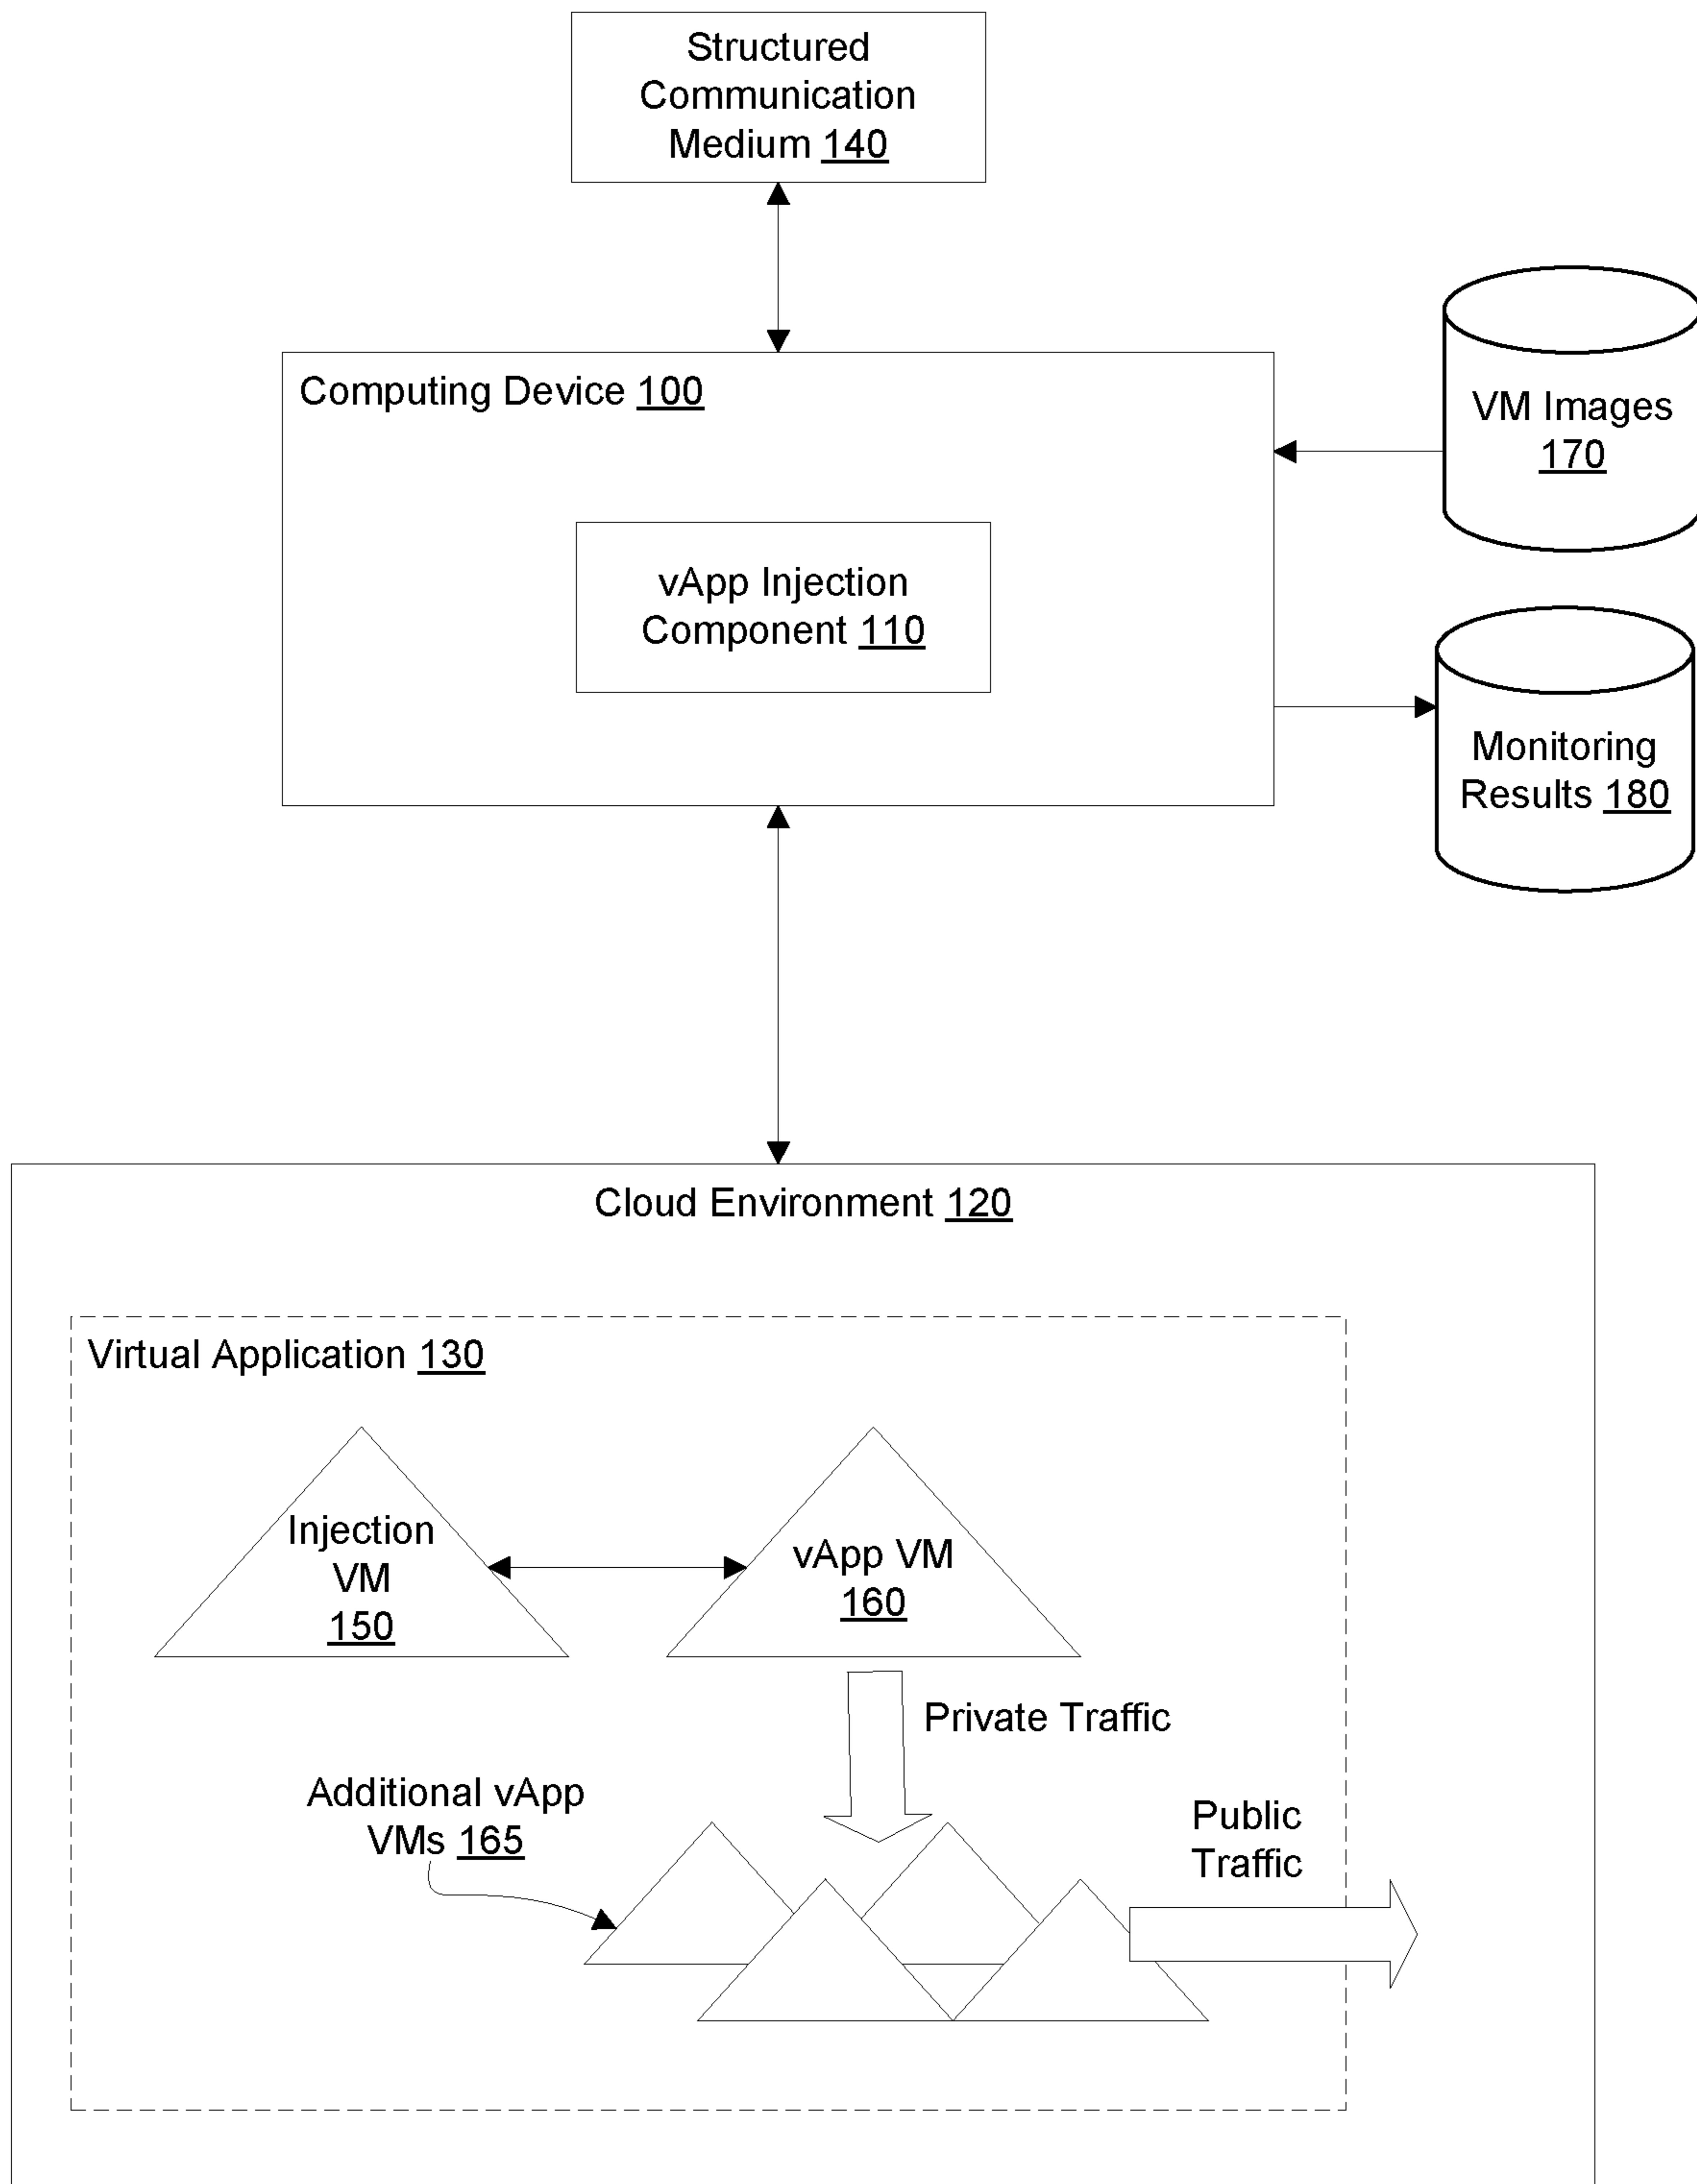 Structured
Communication
Medium 140
Computing Device 100
VM Images
170
vApp Injection
Component 110
Monitoring
Results 180
Cloud Environment 120
Virtual Application 130
Injection
VM
150
vApp VM
160
Private Traffic
Additional vApp
VMs 165
Public
Traffic